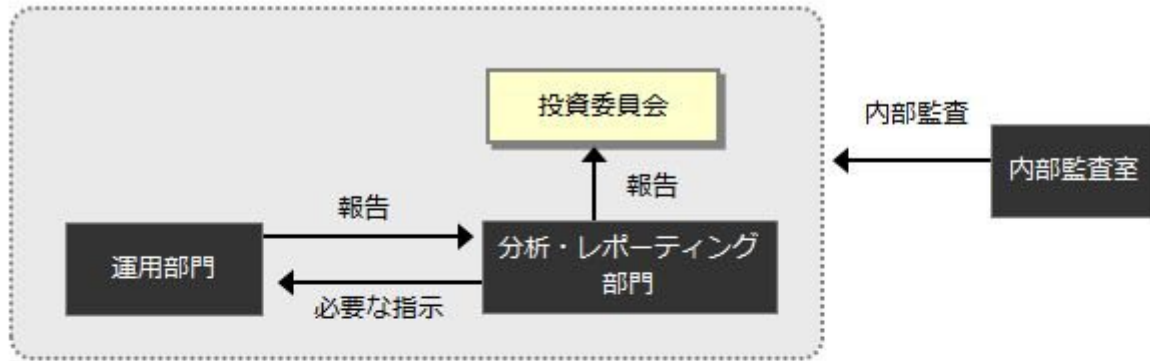 投資委員会
内部監査
内部監査室
報告
報告
運用部門
分析・レポーティング
部門
必要な指示